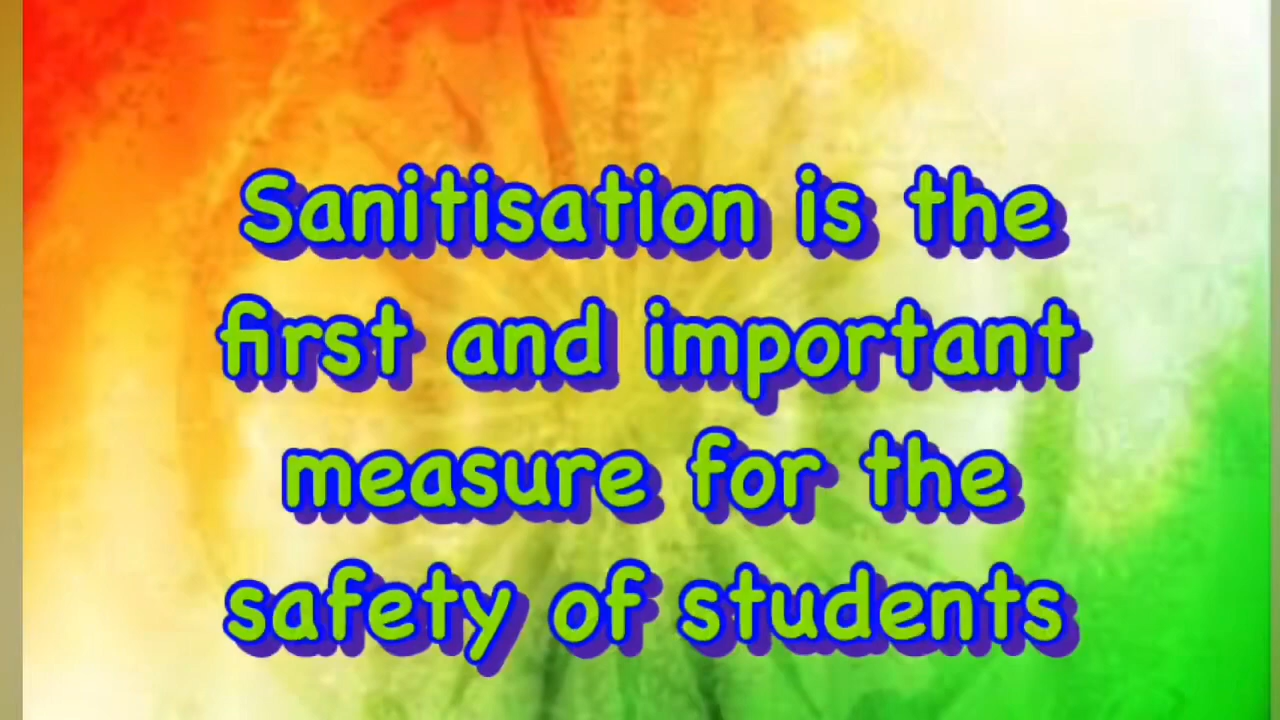 Sanitisation is the
first and important
measure for the
safety of students